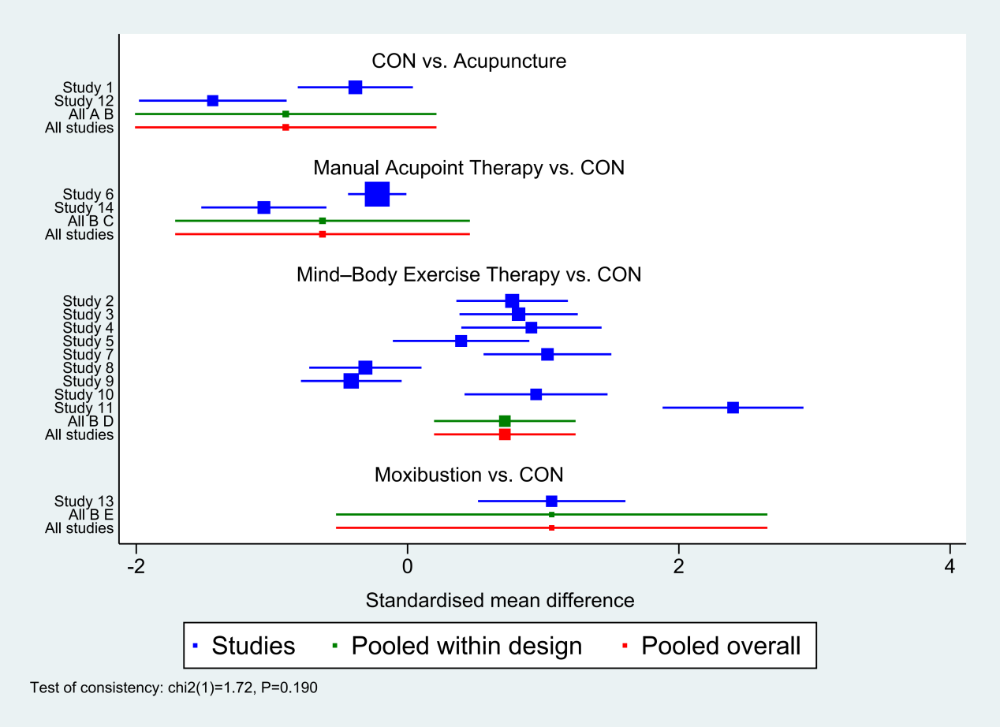 CON vs. Acupuncture
Study 1
Study 12
All A B
All studies
Manual Acupoint Therapy vs. CON
Study 6
Study 14
All B C
All studies
Mind–Body Exercise Therapy vs. CON
Study 2
Study 3
Study 4
Study 5
Study 7
Study 8
Study 9
Study 10
Study 11
All B D
All studies
Moxibustion vs. CON
Study 13
All B E
All studies
-2 0 2 4
Standardised mean difference
Studies Pooled within design Pooled overall
Test of consistency: chi2(1)=1.72, P=0.190